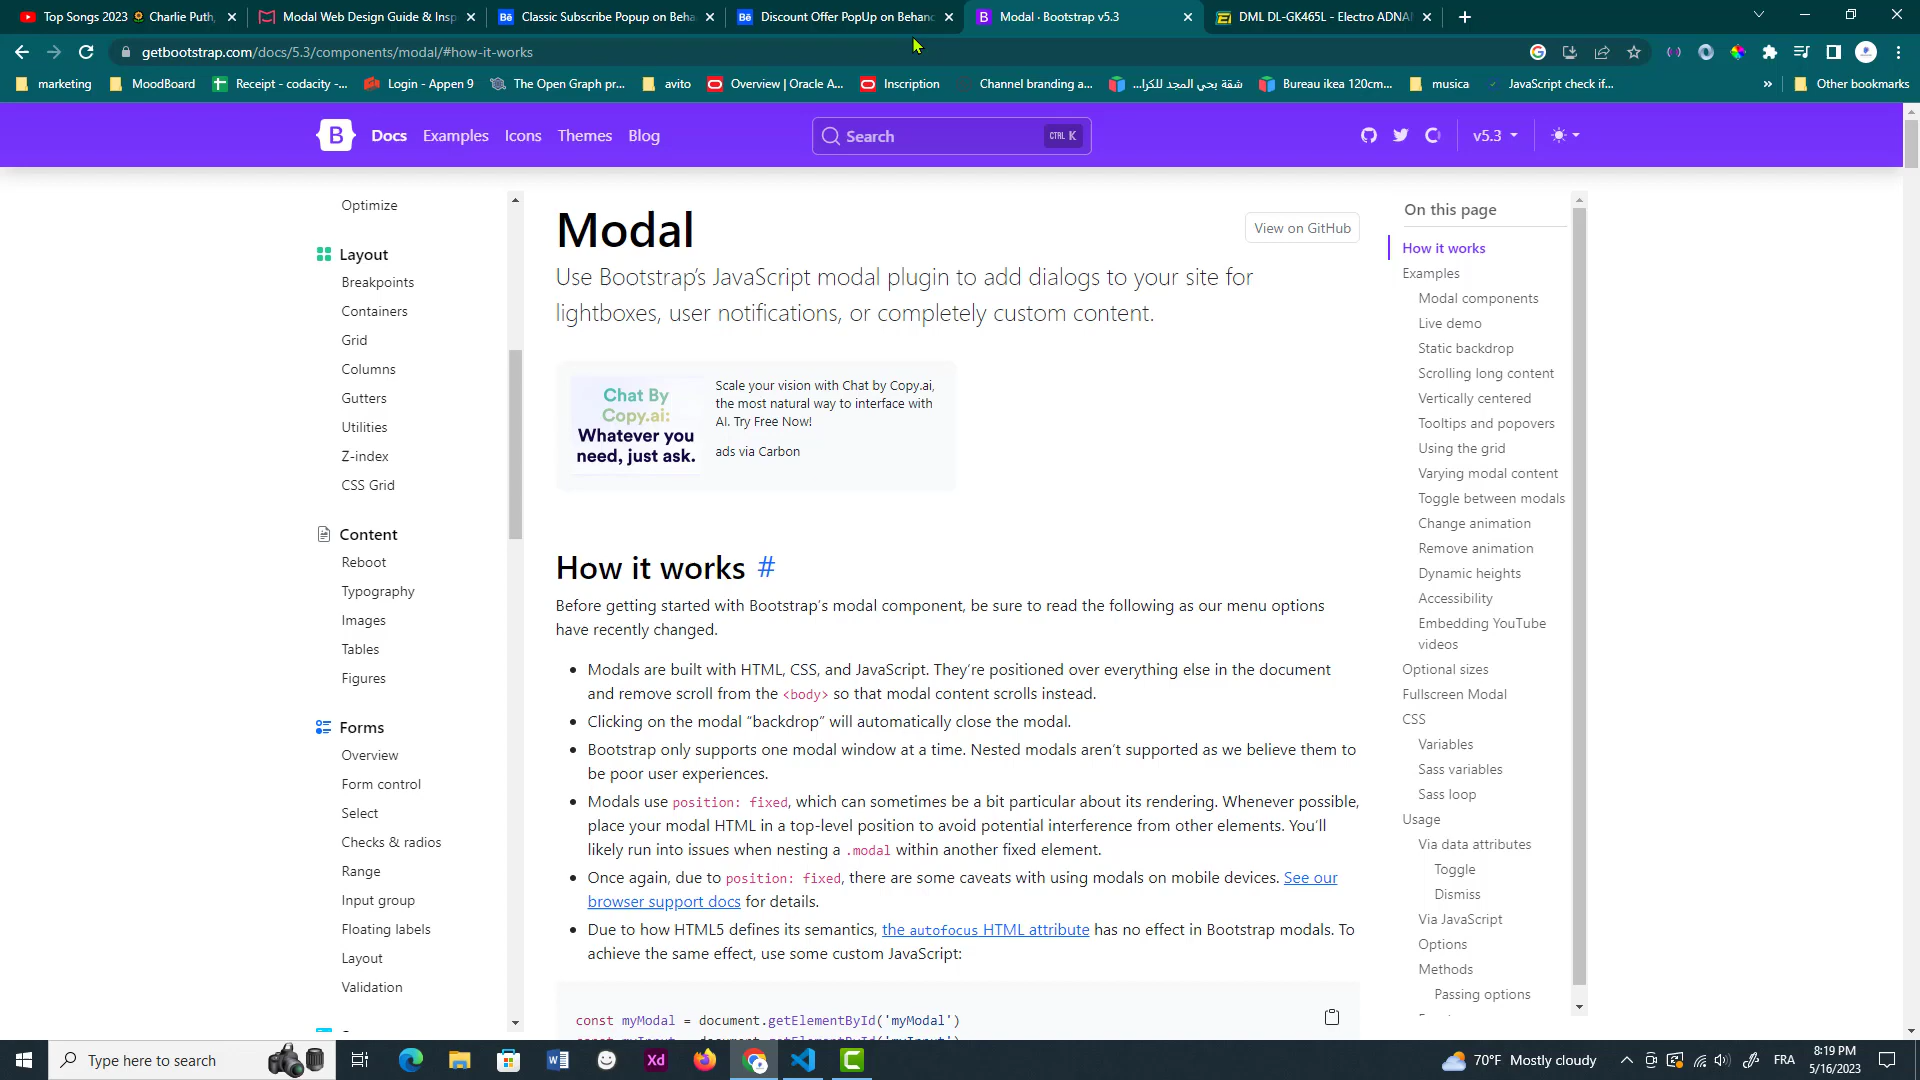 Top Songs 2023 Charlie Puth,
Modal Web Design Guide & Insp
Classic Subscribe Popup on Beha
Discount Offer PopUp on Behanc
Modal · Bootstrap v5.3
DML DL-GK465L - Electro ADNA
getbootstrap.com/docs/5.3/components/modal/#how-it-works
marketing
MoodBoard
Receipt - codacity -...
Login - Appen 9
The Open Graph pr...
avito
Overview | Oracle A...
Inscription
Channel branding a...
شقة بحي المجد للكرا...
Bureau ikea 120cm...
musica
JavaScript check if...
»
Other bookmarks
B
Docs
Examples
Icons
Themes
Blog
Search
CTRL K
v5.3
Optimize
Layout
Breakpoints
Containers
Grid
Columns
Gutters
Utilities
Z-index
CSS Grid
Content
Reboot
Typography
Images
Tables
Figures
Forms
Overview
Form control
Select
Checks & radios
Range
Input group
Floating labels
Layout
Validation
Modal
View on GitHub
Use Bootstrap’s JavaScript modal plugin to add dialogs to your site for
lightboxes, user notifications, or completely custom content.
Chat By
Copy.ai:
Whatever you
need, just ask.
Scale your vision with Chat by Copy.ai,
the most natural way to interface with
AI. Try Free Now!
ads via Carbon
How it works #
Before getting started with Bootstrap’s modal component, be sure to read the following as our menu options
have recently changed.
• Modals are built with HTML, CSS, and JavaScript. They’re positioned over everything else in the document
and remove scroll from the <body> so that modal content scrolls instead.
• Clicking on the modal “backdrop” will automatically close the modal.
• Bootstrap only supports one modal window at a time. Nested modals aren’t supported as we believe them to
be poor user experiences.
• Modals use position: fixed, which can sometimes be a bit particular about its rendering. Whenever possible,
place your modal HTML in a top-level position to avoid potential interference from other elements. You’ll
likely run into issues when nesting a .modal within another fixed element.
• Once again, due to position: fixed, there are some caveats with using modals on mobile devices. See our
browser support docs for details.
• Due to how HTML5 defines its semantics, the autofocus HTML attribute has no effect in Bootstrap modals. To
achieve the same effect, use some custom JavaScript:
const myModal = document.getElementById('myModal')
On this page
How it works
Examples
Modal components
Live demo
Static backdrop
Scrolling long content
Vertically centered
Tooltips and popovers
Using the grid
Varying modal content
Toggle between modals
Change animation
Remove animation
Dynamic heights
Accessibility
Embedding YouTube
videos
Optional sizes
Fullscreen Modal
CSS
Variables
Sass variables
Sass loop
Usage
Via data attributes
Toggle
Dismiss
Via JavaScript
Options
Methods
Passing options
Type here to search
Xd
70°F Mostly cloudy
FRA
8:19 PM
5/16/2023